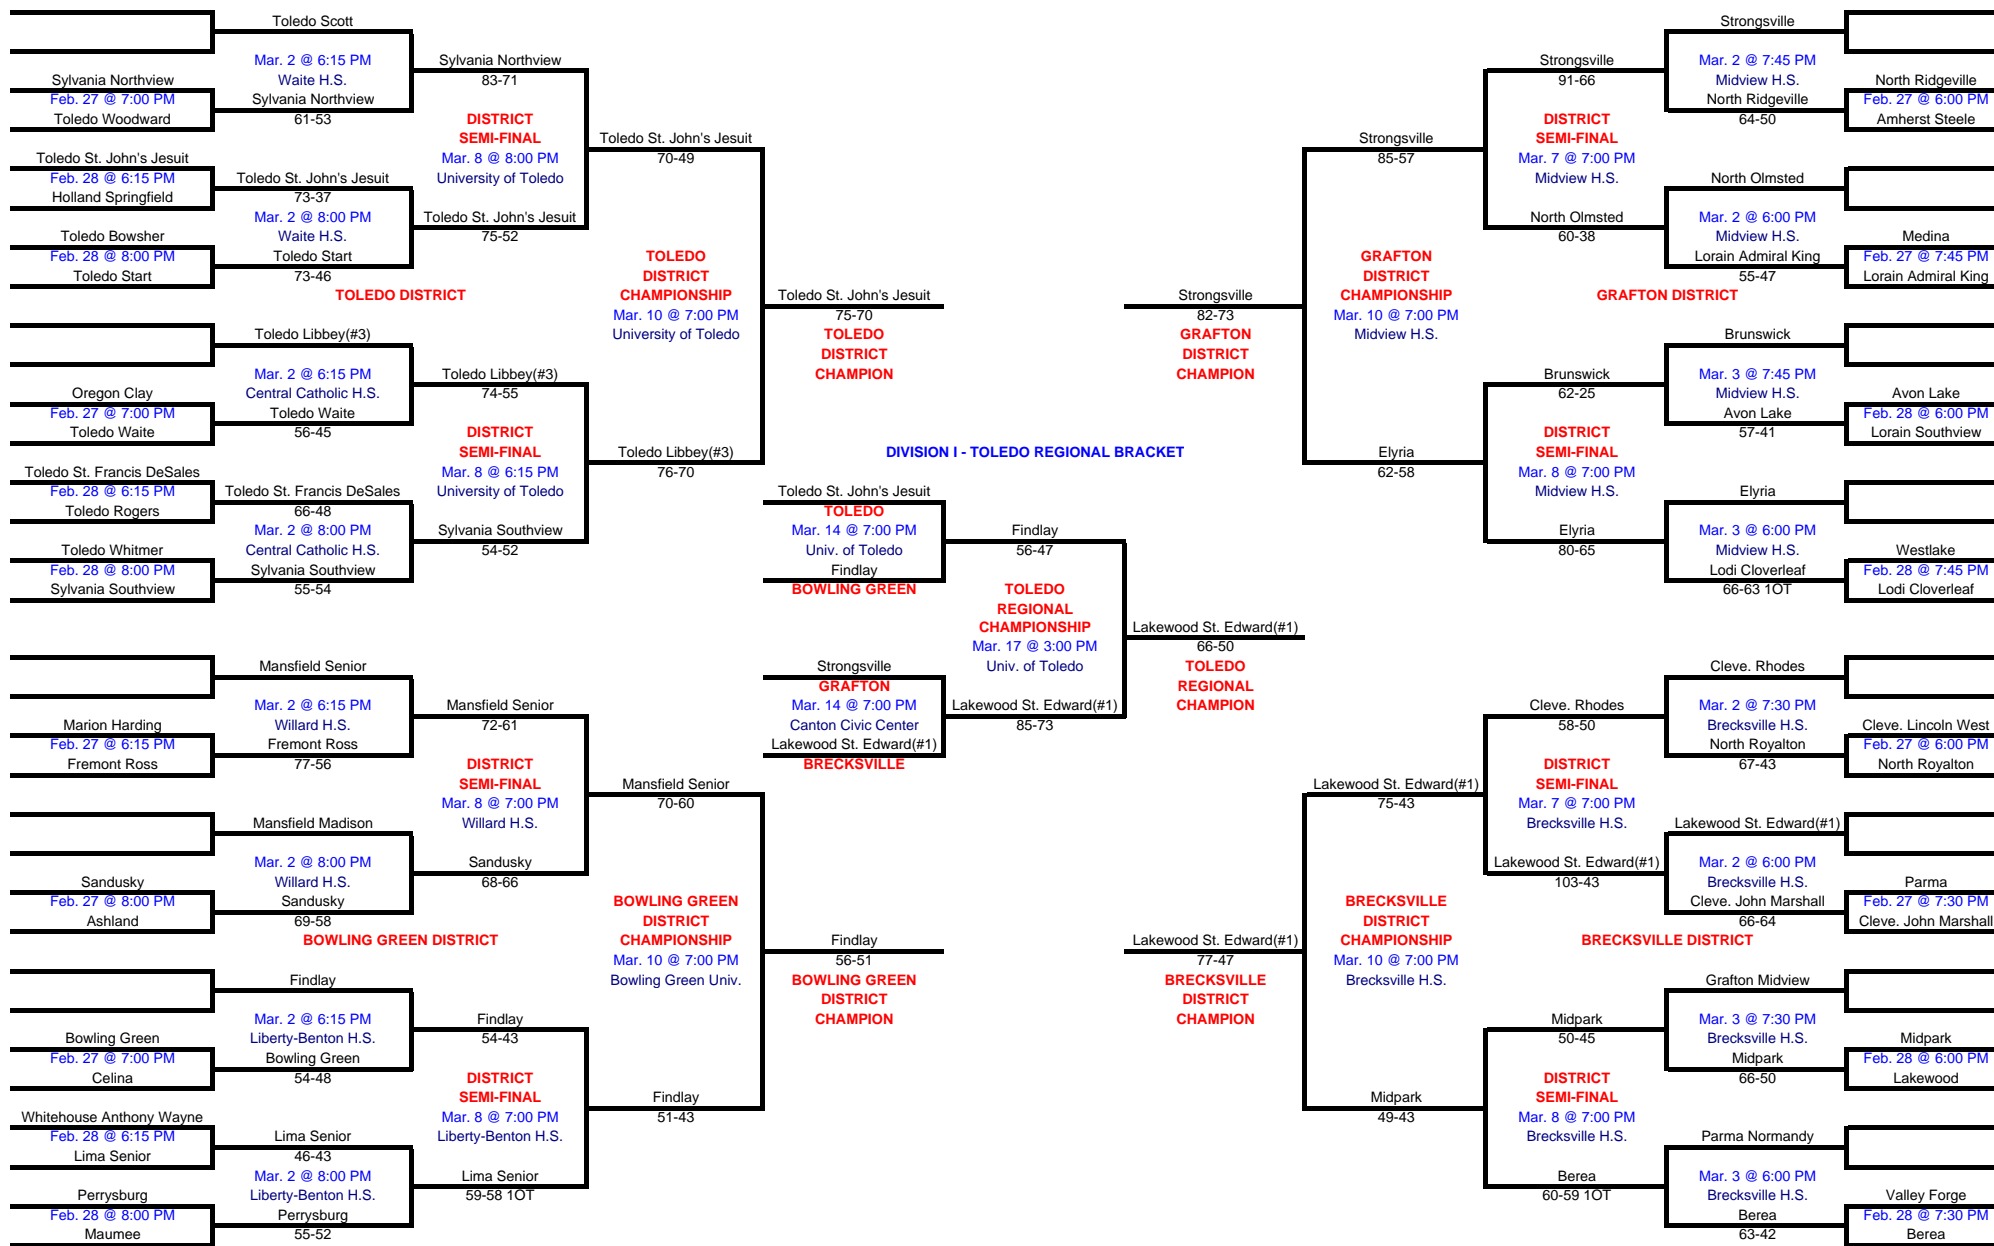 Toledo Scott
Mar. 2 @ 6:15 PM
Waite H.S.
Sylvania Northview
83-71
Sylvania Northview
Feb. 27 @ 7:00 PM
Toledo Woodward
Sylvania Northview
61-53
DISTRICT
SEMI-FINAL
Mar. 8 @ 8:00 PM
University of Toledo
Toledo St. John's Jesuit
70-49
Toledo St. John's Jesuit
Feb. 28 @ 6:15 PM
Holland Springfield
Toledo St. John's Jesuit
73-37
Mar. 2 @ 8:00 PM
Waite H.S.
Toledo Start
73-46
Toledo St. John's Jesuit
75-52
Toledo Bowsher
Feb. 28 @ 8:00 PM
Toledo Start
TOLEDO DISTRICT
TOLEDO
DISTRICT
CHAMPIONSHIP
Mar. 10 @ 7:00 PM
University of Toledo
Toledo St. John's Jesuit
75-70
TOLEDO
DISTRICT
CHAMPION
Toledo Libbey(#3)
Mar. 2 @ 6:15 PM
Central Catholic H.S.
Toledo Waite
56-45
Toledo Libbey(#3)
74-55
Oregon Clay
Feb. 27 @ 7:00 PM
Toledo Waite
DISTRICT
SEMI-FINAL
Mar. 8 @ 6:15 PM
University of Toledo
Toledo Libbey(#3)
76-70
Toledo St. Francis DeSales
Feb. 28 @ 6:15 PM
Toledo Rogers
Toledo St. Francis DeSales
66-48
Mar. 2 @ 8:00 PM
Central Catholic H.S.
Sylvania Southview
55-54
Sylvania Southview
54-52
Toledo Whitmer
Feb. 28 @ 8:00 PM
Sylvania Southview
Mansfield Senior
Mar. 2 @ 6:15 PM
Willard H.S.
Fremont Ross
77-56
Mansfield Senior
72-61
Marion Harding
Feb. 27 @ 6:15 PM
Fremont Ross
DISTRICT
SEMI-FINAL
Mar. 8 @ 7:00 PM
Willard H.S.
Mansfield Senior
70-60
Mansfield Madison
Mar. 2 @ 8:00 PM
Willard H.S.
Sandusky
69-58
Sandusky
68-66
Sandusky
Feb. 27 @ 8:00 PM
Ashland
BOWLING GREEN DISTRICT
BOWLING GREEN
DISTRICT
CHAMPIONSHIP
Mar. 10 @ 7:00 PM
Bowling Green Univ.
Findlay
56-51
BOWLING GREEN
DISTRICT
CHAMPION
Findlay
Mar. 2 @ 6:15 PM
Liberty-Benton H.S.
Bowling Green
54-48
Findlay
54-43
Bowling Green
Feb. 27 @ 7:00 PM
Celina
DISTRICT
SEMI-FINAL
Mar. 8 @ 7:00 PM
Liberty-Benton H.S.
Findlay
51-43
Whitehouse Anthony Wayne
Feb. 28 @ 6:15 PM
Lima Senior
Lima Senior
46-43
Mar. 2 @ 8:00 PM
Liberty-Benton H.S.
Perrysburg
55-52
Lima Senior
59-58 1OT
Perrysburg
Feb. 28 @ 8:00 PM
Maumee
DIVISION I - TOLEDO REGIONAL BRACKET
Toledo St. John's Jesuit
TOLEDO
Mar. 14 @ 7:00 PM
Univ. of Toledo
Findlay
BOWLING GREEN
Findlay
56-47
TOLEDO
REGIONAL
CHAMPIONSHIP
Mar. 17 @ 3:00 PM
Univ. of Toledo
Lakewood St. Edward(#1)
66-50
TOLEDO
REGIONAL
CHAMPION
Strongsville
GRAFTON
Mar. 14 @ 7:00 PM
Canton Civic Center
Lakewood St. Edward(#1)
BRECKSVILLE
Lakewood St. Edward(#1)
85-73
Strongsville
Strongsville
91-66
Mar. 2 @ 7:45 PM
Midview H.S.
North Ridgeville
64-50
North Ridgeville
Feb. 27 @ 6:00 PM
Amherst Steele
Strongsville
85-57
DISTRICT
SEMI-FINAL
Mar. 7 @ 7:00 PM
Midview H.S.
North Olmsted
North Olmsted
60-38
Mar. 2 @ 6:00 PM
Midview H.S.
Lorain Admiral King
55-47
Medina
Feb. 27 @ 7:45 PM
Lorain Admiral King
Strongsville
82-73
GRAFTON
DISTRICT
CHAMPION
GRAFTON
DISTRICT
CHAMPIONSHIP
Mar. 10 @ 7:00 PM
Midview H.S.
GRAFTON DISTRICT
Brunswick
Brunswick
62-25
Mar. 3 @ 7:45 PM
Midview H.S.
Avon Lake
57-41
Avon Lake
Feb. 28 @ 6:00 PM
Lorain Southview
Elyria
62-58
DISTRICT
SEMI-FINAL
Mar. 8 @ 7:00 PM
Midview H.S.
Elyria
Elyria
80-65
Mar. 3 @ 6:00 PM
Midview H.S.
Lodi Cloverleaf
66-63 1OT
Westlake
Feb. 28 @ 7:45 PM
Lodi Cloverleaf
Cleve. Rhodes
Cleve. Rhodes
58-50
Mar. 2 @ 7:30 PM
Brecksville H.S.
North Royalton
67-43
Cleve. Lincoln West
Feb. 27 @ 6:00 PM
North Royalton
Lakewood St. Edward(#1)
75-43
DISTRICT
SEMI-FINAL
Mar. 7 @ 7:00 PM
Brecksville H.S.
Lakewood St. Edward(#1)
Lakewood St. Edward(#1)
103-43
Mar. 2 @ 6:00 PM
Brecksville H.S.
Cleve. John Marshall
66-64
Parma
Feb. 27 @ 7:30 PM
Cleve. John Marshall
Lakewood St. Edward(#1)
77-47
BRECKSVILLE
DISTRICT
CHAMPION
BRECKSVILLE
DISTRICT
CHAMPIONSHIP
Mar. 10 @ 7:00 PM
Brecksville H.S.
BRECKSVILLE DISTRICT
Grafton Midview
Midpark
50-45
Mar. 3 @ 7:30 PM
Brecksville H.S.
Midpark
66-50
Midpark
Feb. 28 @ 6:00 PM
Lakewood
Midpark
49-43
DISTRICT
SEMI-FINAL
Mar. 8 @ 7:00 PM
Brecksville H.S.
Parma Normandy
Berea
60-59 1OT
Mar. 3 @ 6:00 PM
Brecksville H.S.
Berea
63-42
Valley Forge
Feb. 28 @ 7:30 PM
Berea